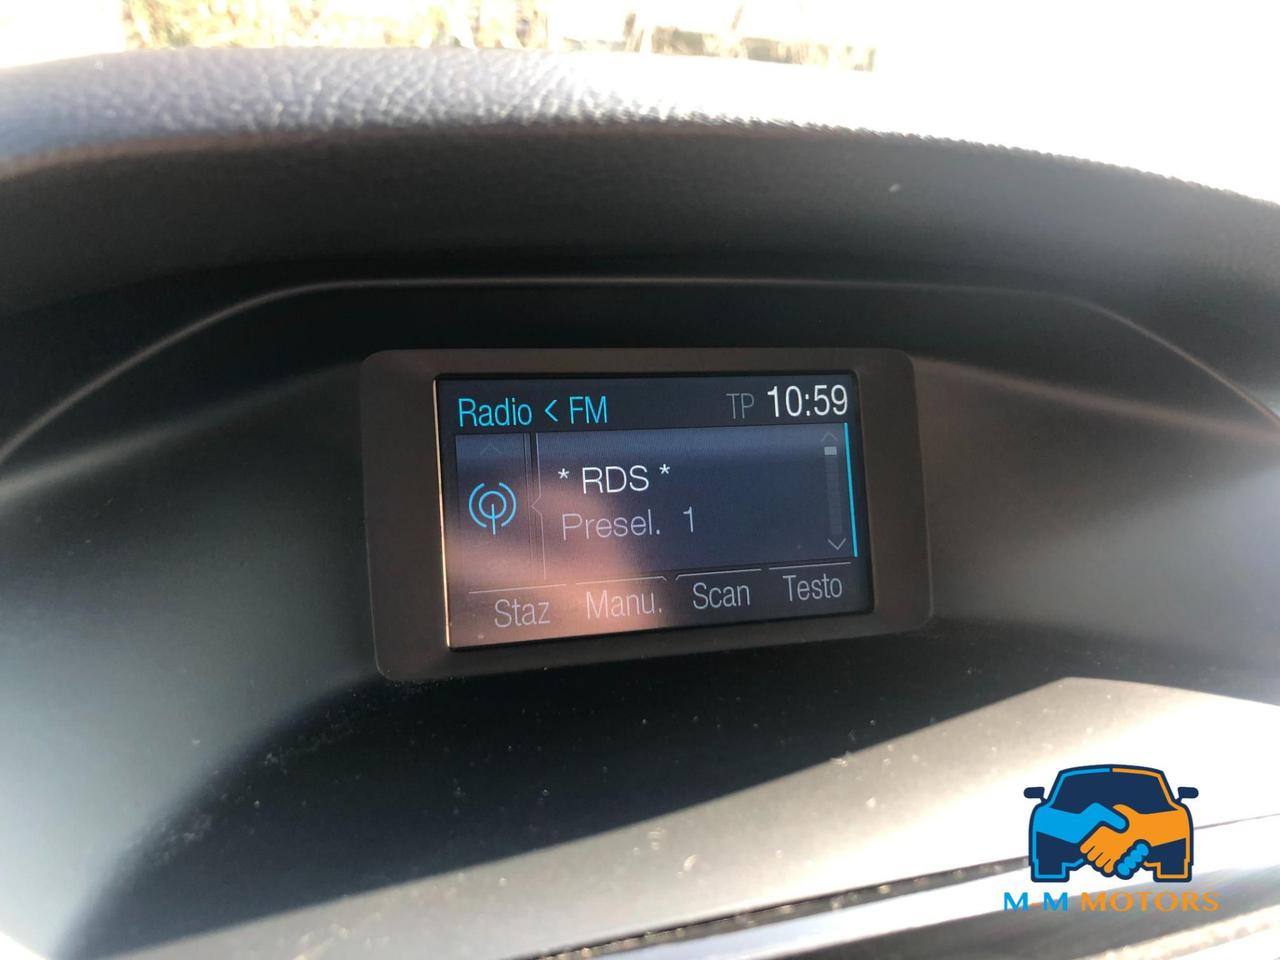 Radio < FM TP 10:59
* RDS *
Presel. 1
Staz Manu. Scan Testo
M M MOTORS